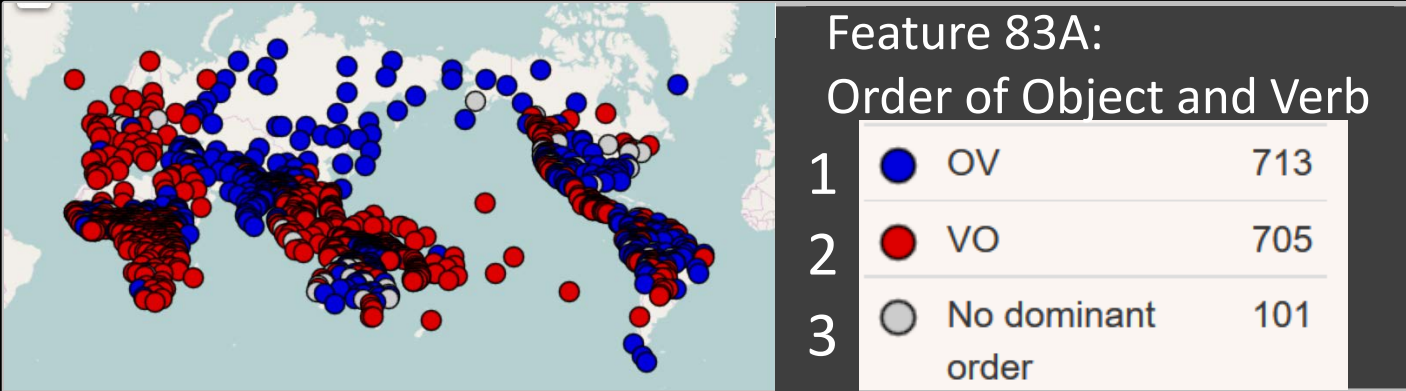 Feature 83A:
Order of Object and Verb
1 OV 713
2 VO 705
3 No dominant 101
order